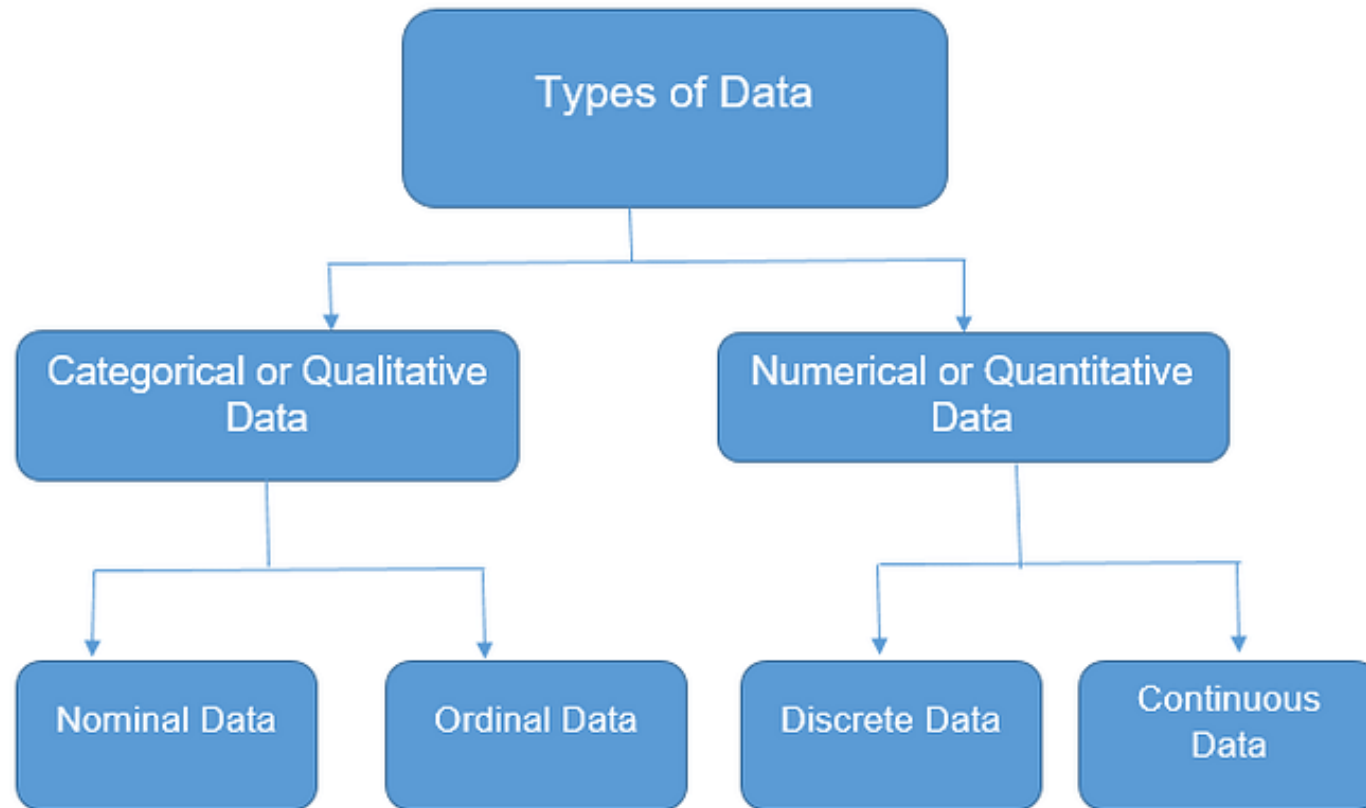 Types of Data
Categorical or Qualitative
Data
Numerical or Quantitative
Data
Nominal Data
Ordinal Data
Discrete Data
Continuous
Data